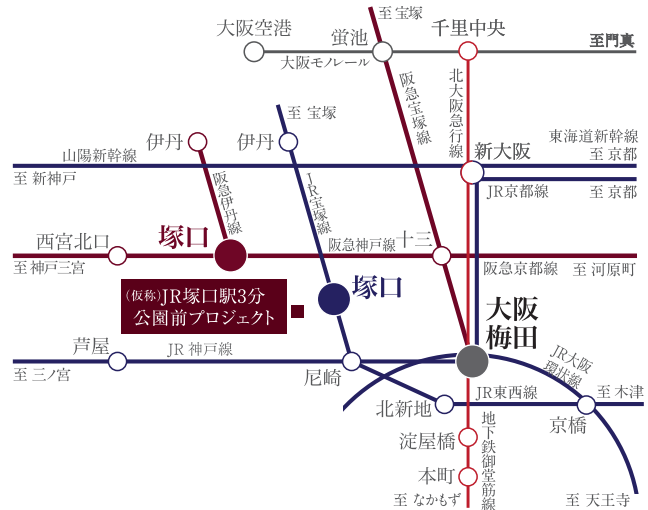 至 宝塚
大阪空港
蛍池
千里中央
至門真
大阪モノレール
阪急宝塚線
北大阪急行線
至 宝塚
伊丹
伊丹
新大阪
東海道新幹線
至 京都
山陽新幹線
至 新神戸
阪急伊丹線
JR宝塚線
JR京都線
至 京都
西宮北口
塚口
阪急神戸線
十三
至神戸三宮
阪急京都線
至 河原町
塚口
(仮称)JR塚口駅3分
公園前プロジェクト
大阪
梅田
芦屋
JR 神戸線
至 三ノ宮
尼崎
JR大阪
環状線
JR東西線
至 木津
北新地
京橋
地下鉄御堂筋線
淀屋橋
本町
至 なかもず
至 天王寺